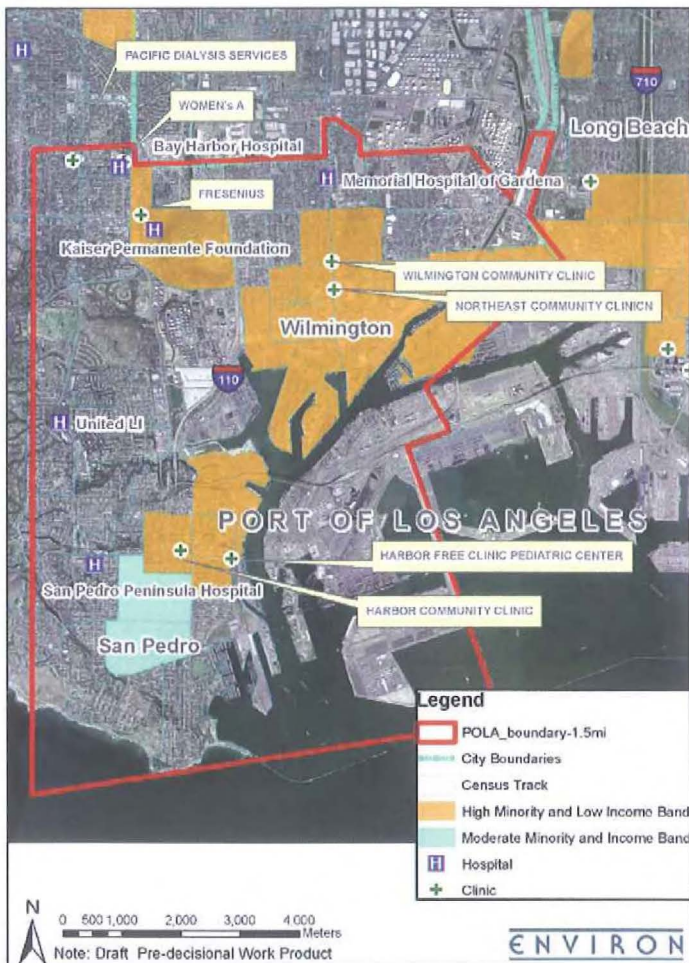 H
PACIFIC DIALYSIS SERVICES
710
WOMEN's A
Long Beach
Bay Harbor Hospital
H
H
Memorial Hospital of Gardena
FRESENIUS
H
Kaiser Permanente Foundation
WILMINGTON COMMUNITY CLINIC
NORTHEAST COMMUNITY CLINICN
Wilmington
110
H
United LI
PORT OF LOS ANGELES
HARBOR FREE CLINIC PEDIATRIC CENTER
H
San Pedro Peninsula Hospital
HARBOR COMMUNITY CLINIC
San Pedro
Legend
POLA_boundary-1.5mi
City Boundaries
Census Track
High Minority and Low Income Band
Moderate Minority and Income Band
H Hospital
Clinic
N
0 500 1,000 2,000 3,000 4,000
Meters
Note: Draft Pre-decisional Work Product
ENVIRON